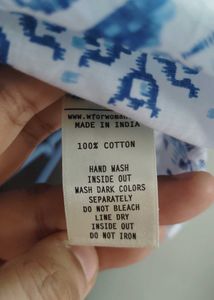 www.wforwoman
MADE IN INDIA
100% COTTON
HAND WASH
INSIDE OUT
WASH DARK COLORS
SEPARATELY
DO NOT BLEACH
LINE DRY
INSIDE OUT
DO NOT IRON